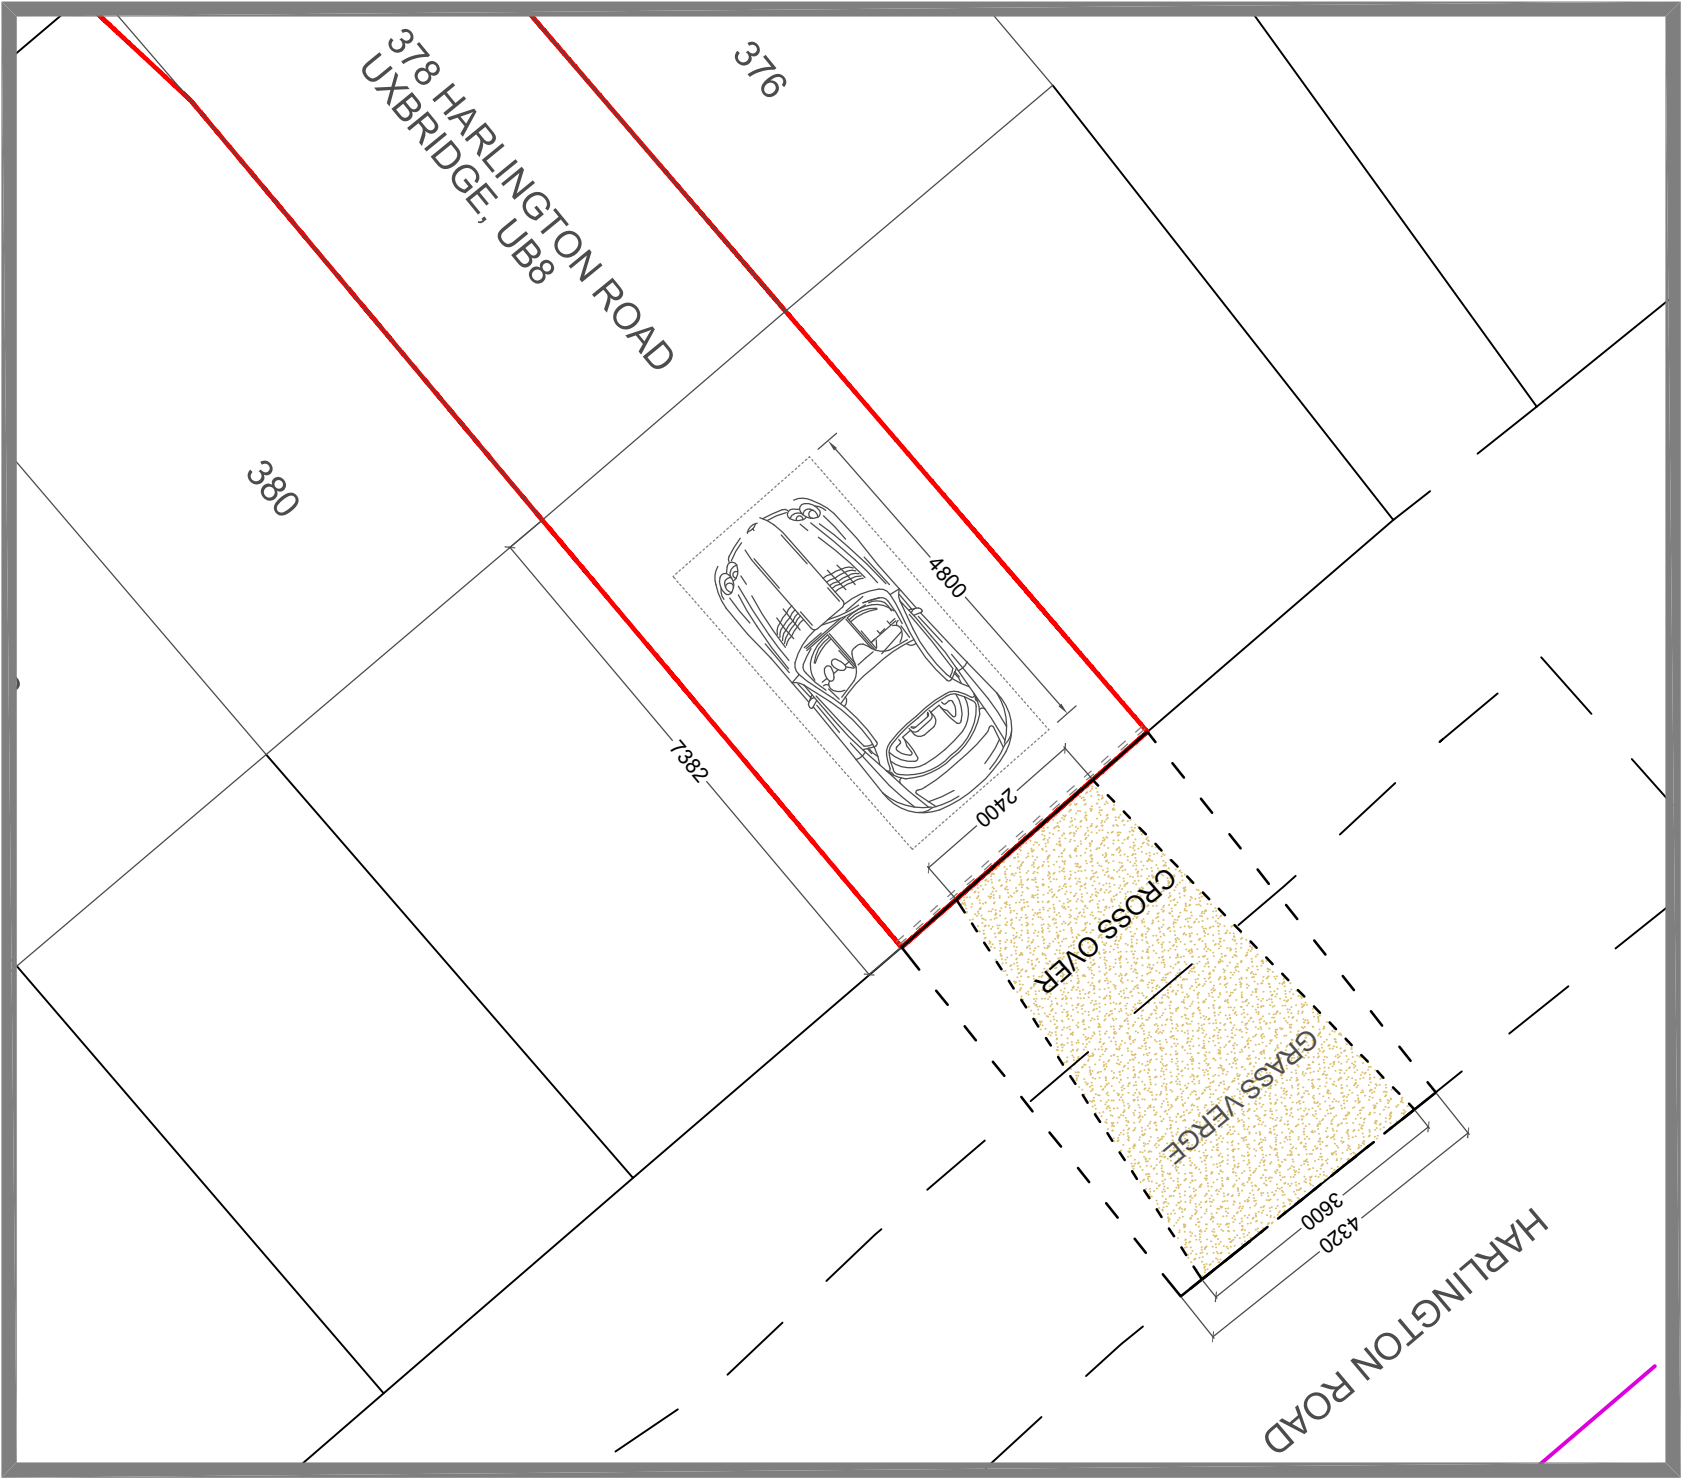 378 HARLINGTON ROAD
UXBRIDGE, UB8
376
380
4800
7382
2400
CROSS OVER
GRASS VERGE
3600
4320
HARLINGTON ROAD